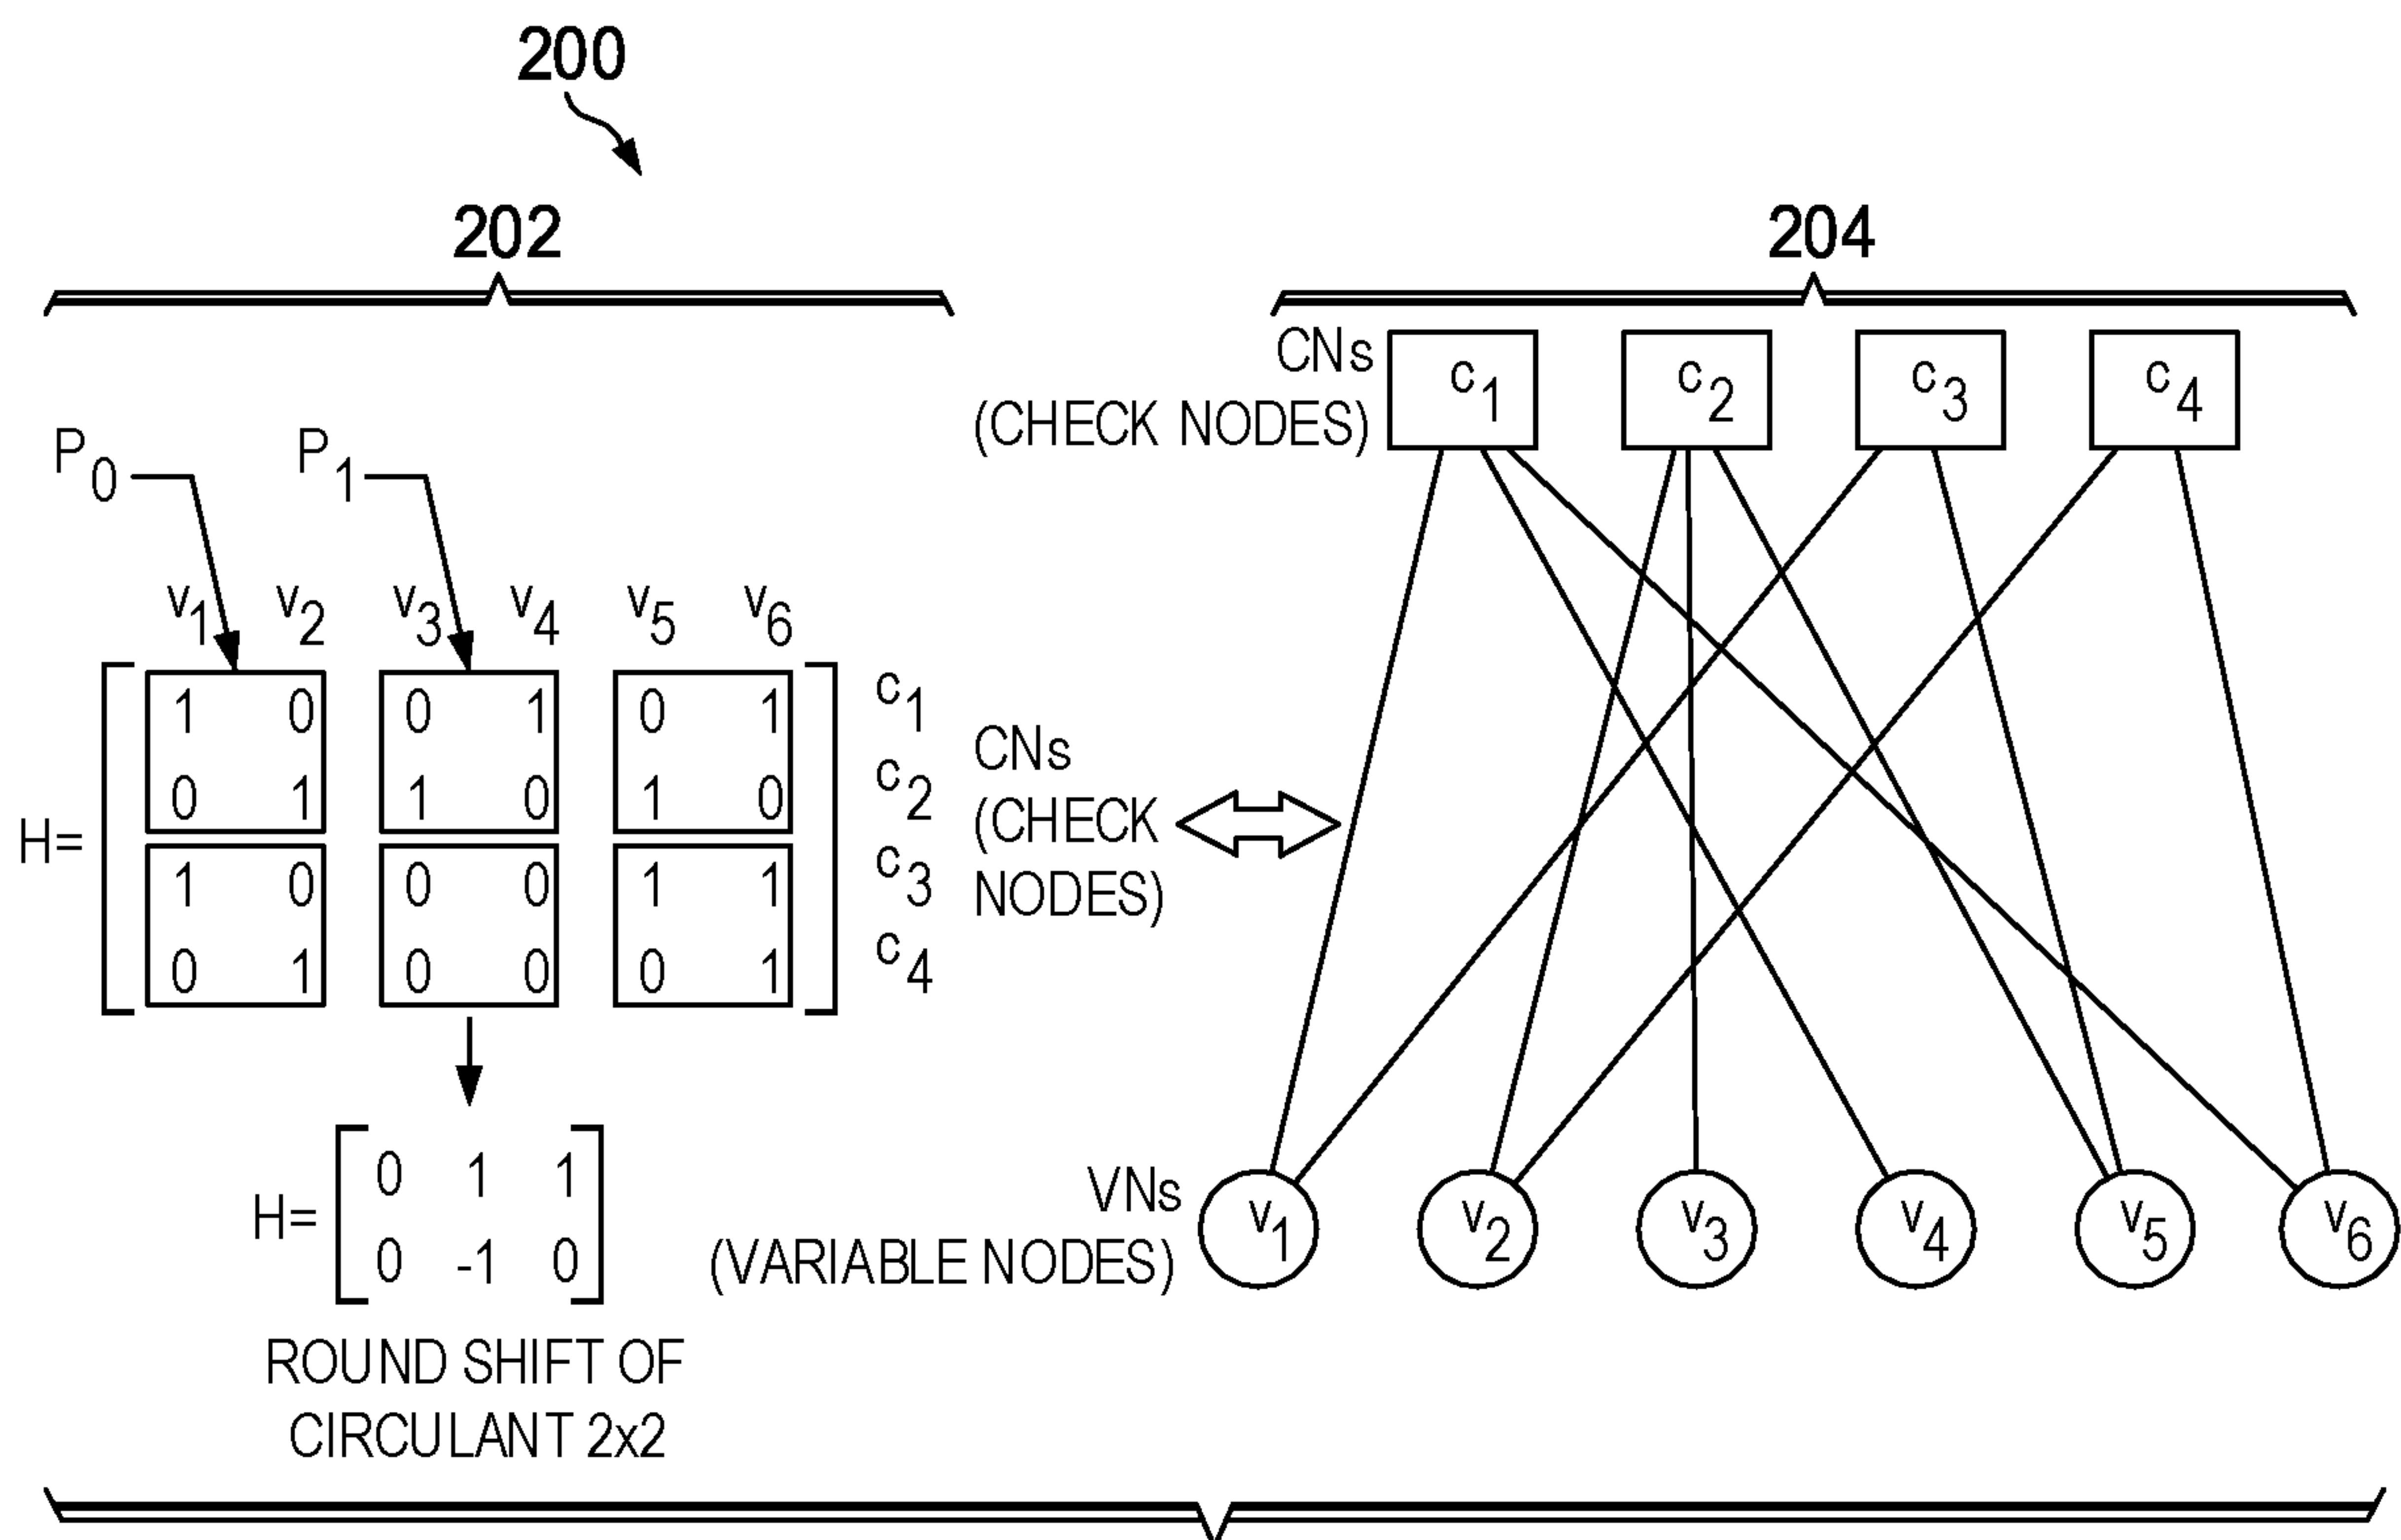 200
202
204
P0
P1
v1 v2 v3 v4 v5 v6
H=
1 0 0 1 0 1 c1
0 1 1 0 1 0 c2
1 0 0 0 1 1 c3
0 1 0 0 0 1 c4
CNs
(CHECK
NODES)
H=
0 1 1
0 -1 0
ROUND SHIFT OF
CIRCULANT 2x2
CNs
(CHECK NODES)
c1 c2 c3 c4
VNs
(VARIABLE NODES)
v1 v2 v3 v4 v5 v6